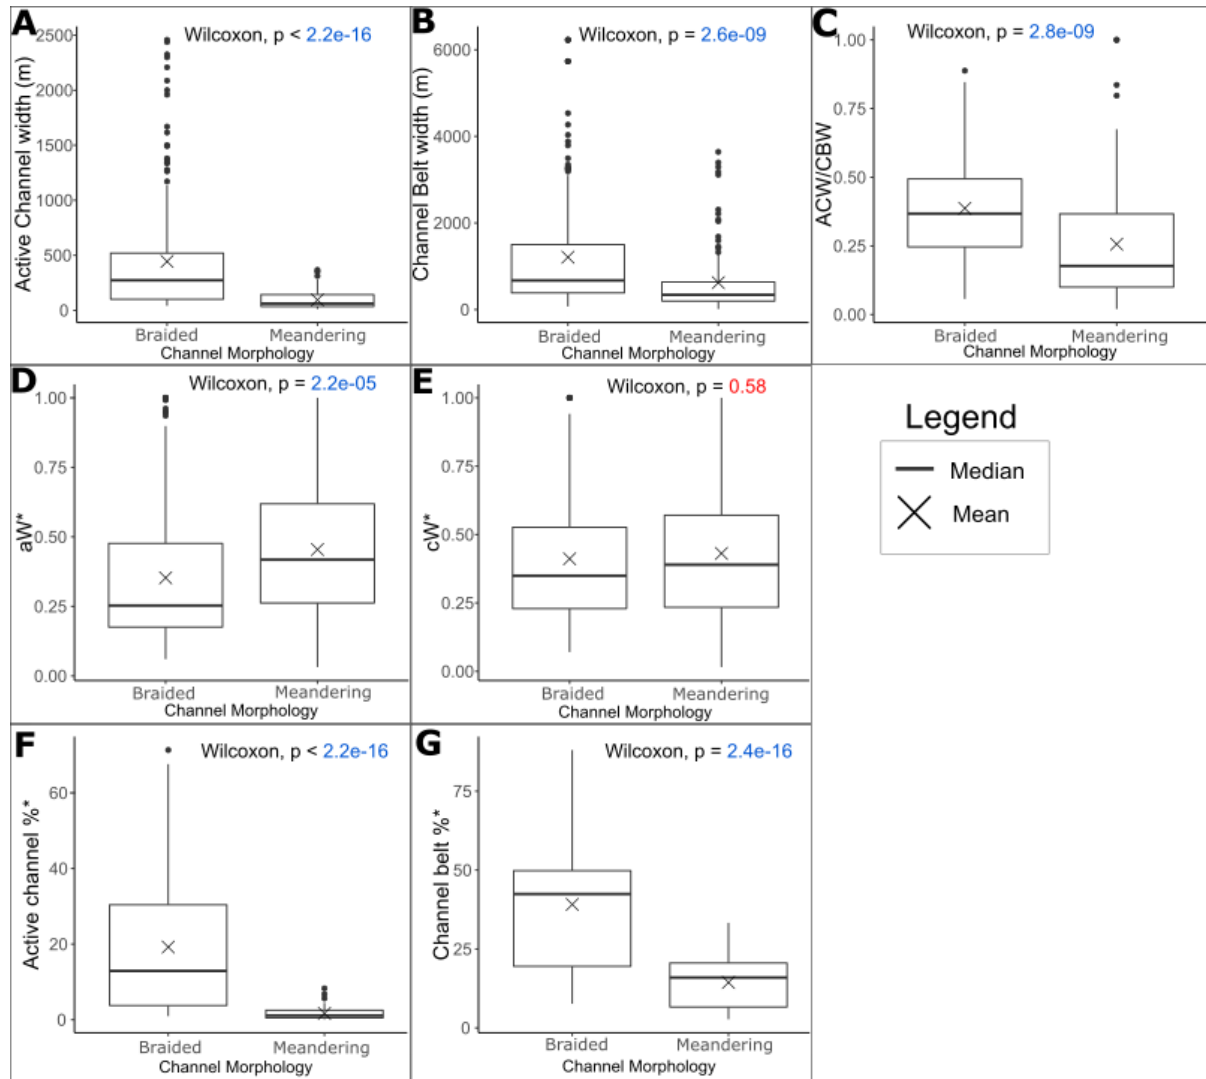 A
Wilcoxon, p < 2.2e-16
Active Channel width (m)
2500
2000
1500
1000
500
0
Braided Meandering
Channel Morphology
B
Wilcoxon, p = 2.6e-09
Channel Belt width (m)
6000
4000
2000
0
Braided Meandering
Channel Morphology
C
Wilcoxon, p = 2.8e-09
ACW/CBW
1.00
0.75
0.50
0.25
0.00
Braided Meandering
Channel Morphology
D
Wilcoxon, p = 2.2e-05
aW*
1.00
0.75
0.50
0.25
0.00
Braided Meandering
Channel Morphology
E
Wilcoxon, p = 0.58
cW*
1.00
0.75
0.50
0.25
0.00
Braided Meandering
Channel Morphology
Legend
Median
Mean
F
Wilcoxon, p < 2.2e-16
Active channel %*
60
40
20
0
Braided Meandering
Channel Morphology
G
Wilcoxon, p = 2.4e-16
Channel belt %*
75
50
25
0
Braided Meandering
Channel Morphology